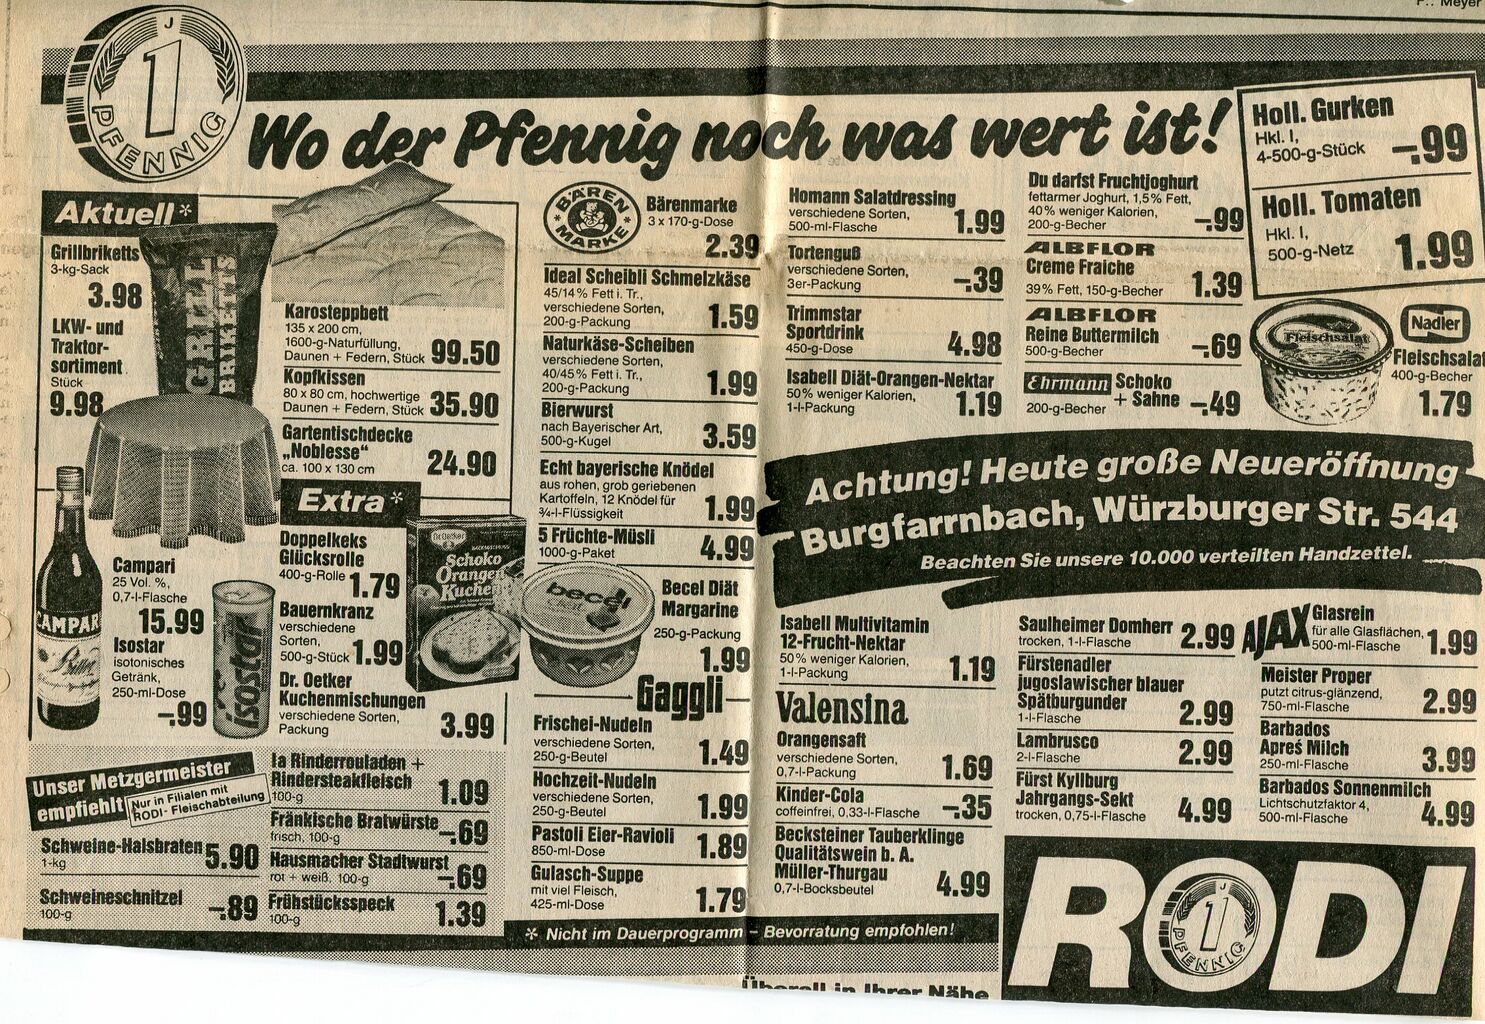 P.. Meyer
J
1
PFENNIG
Wo der Pfennig noch was wert ist!
Holl. Gurken
Hkl. I,
4-500-g-Stück
-.99
Holl. Tomaten
Hkl. I,
500-g-Netz
1.99
Aktuell*
Grillbriketts
3-kg-Sack
3.98
LKW- und
Traktor-
sortiment
Stück
9.98
GRILL
BRIKETTS
Karosteppbett
135 x 200 cm,
1600-g-Naturfüllung,
Daunen + Federn, Stück 99.50
Kopfkissen
80 x 80 cm, hochwertige
Daunen + Federn, Stück 35.90
Gartentischdecke
„Noblesse“
ca. 100 x 130 cm
24.90
Extra*
Doppelkeks
Glücksrolle
400-g-Rolle 1.79
Bauernkranz
verschiedene
Sorten,
500-g-Stück 1.99
Dr. Oetker
Kuchenmischungen
verschiedene Sorten,
Packung
3.99
Dr. Oetker
Schoko
Orangen
Kuchen
Campari
25 Vol. %,
0,7-l-Flasche
15.99
CAMPARI
Bitter
Isostar
isotonisches
Getränk,
250-ml-Dose
-.99
isostar
Unser Metzgermeister
empfiehlt
Nur in Filialen mit
RODI-Fleischabteilung
Schweine-Halsbraten
1-kg
5.90
Schweineschnitzel
100-g
-.89
Ia Rinderrouladen +
Rindersteakfleisch
100-g
1.09
Fränkische Bratwürste
frisch, 100-g
-.69
Hausmacher Stadtwurst
rot + weiß, 100-g
-.69
Frühstücksspeck
100-g
1.39
BÄREN
MARKE
Bärenmarke
3 x 170-g-Dose
2.39
Ideal Scheibli Schmelzkäse
45/14% Fett i. Tr.,
verschiedene Sorten,
200-g-Packung
1.59
Naturkäse-Scheiben
verschiedene Sorten,
40/45% Fett i. Tr.,
200-g-Packung
1.99
Bierwurst
nach Bayerischer Art,
500-g-Kugel
3.59
Echt bayerische Knödel
aus rohen, grob geriebenen
Kartoffeln, 12 Knödel für
¾-l-Flüssigkeit
1.99
5 Früchte-Müsli
1000-g-Paket
4.99
becel
diät
Becel Diät
Margarine
250-g-Packung
1.99
Gaggli
Frischei-Nudeln
verschiedene Sorten,
250-g-Beutel
1.49
Hochzeit-Nudeln
verschiedene Sorten,
250-g-Beutel
1.99
Pastoli Eier-Ravioli
850-ml-Dose
1.89
Gulasch-Suppe
mit viel Fleisch,
425-ml-Dose
1.79
* Nicht im Dauerprogramm – Bevorratung empfohlen!
Homann Salatdressing
verschiedene Sorten,
500-ml-Flasche
1.99
Tortenguß
verschiedene Sorten,
3er-Packung
-.39
Trimmstar
Sportdrink
450-g-Dose
4.98
Isabell Diät-Orangen-Nektar
50% weniger Kalorien,
1-l-Packung
1.19
Du darfst Fruchtjoghurt
fettarmer Joghurt, 1,5% Fett,
40% weniger Kalorien,
200-g-Becher
-.99
ALBFLOR
Creme Fraiche
39% Fett, 150-g-Becher
1.39
ALBFLOR
Reine Buttermilch
500-g-Becher
-.69
Ehrmann Schoko
+ Sahne
200-g-Becher
-.49
Fleischsalat
Nadler
Fleischsalat
400-g-Becher
1.79
Achtung! Heute große Neueröffnung
Burgfarrnbach, Würzburger Str. 544
Beachten Sie unsere 10.000 verteilten Handzettel.
Isabell Multivitamin
12-Frucht-Nektar
50% weniger Kalorien,
1-l-Packung
1.19
Valensina
Orangensaft
verschiedene Sorten,
0,7-l-Packung
1.69
Kinder-Cola
coffeinfrei, 0,33-l-Flasche
-.35
Becksteiner Tauberklinge
Qualitätswein b. A.
Müller-Thurgau
0,7-l-Bocksbeutel
4.99
Saulheimer Domherr
trocken, 1-l-Flasche
2.99
Fürstenadler
jugoslawischer blauer
Spätburgunder
1-l-Flasche
2.99
Lambrusco
2-l-Flasche
2.99
Fürst Kyllburg
Jahrgangs-Sekt
trocken, 0,75-l-Flasche
4.99
AJAX
Glasrein
für alle Glasflächen,
500-ml-Flasche
1.99
Meister Proper
putzt citrus-glänzend,
750-ml-Flasche
2.99
Barbados
Apreś Milch
250-ml-Flasche
3.99
Barbados Sonnenmilch
Lichtschutzfaktor 4,
500-ml-Flasche
4.99
RODI
J
1
PFENNIG
Überall in Ihrer Nähe